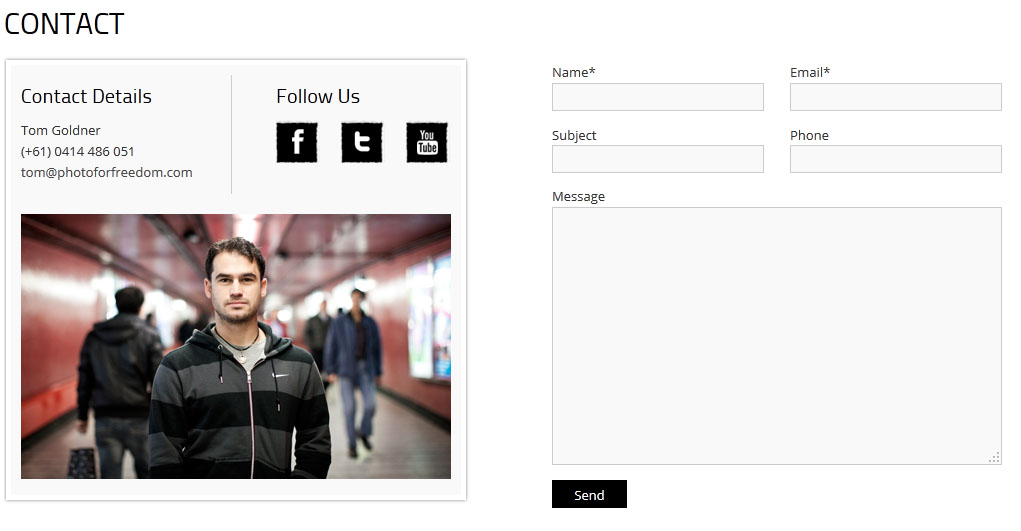 CONTACT
Contact Details
Tom Goldner
(+61) 0414 486 051
tom@photoforfreedom.com
Follow Us
f t You
Tube
Name* Email*
Subject Phone
Message
Send